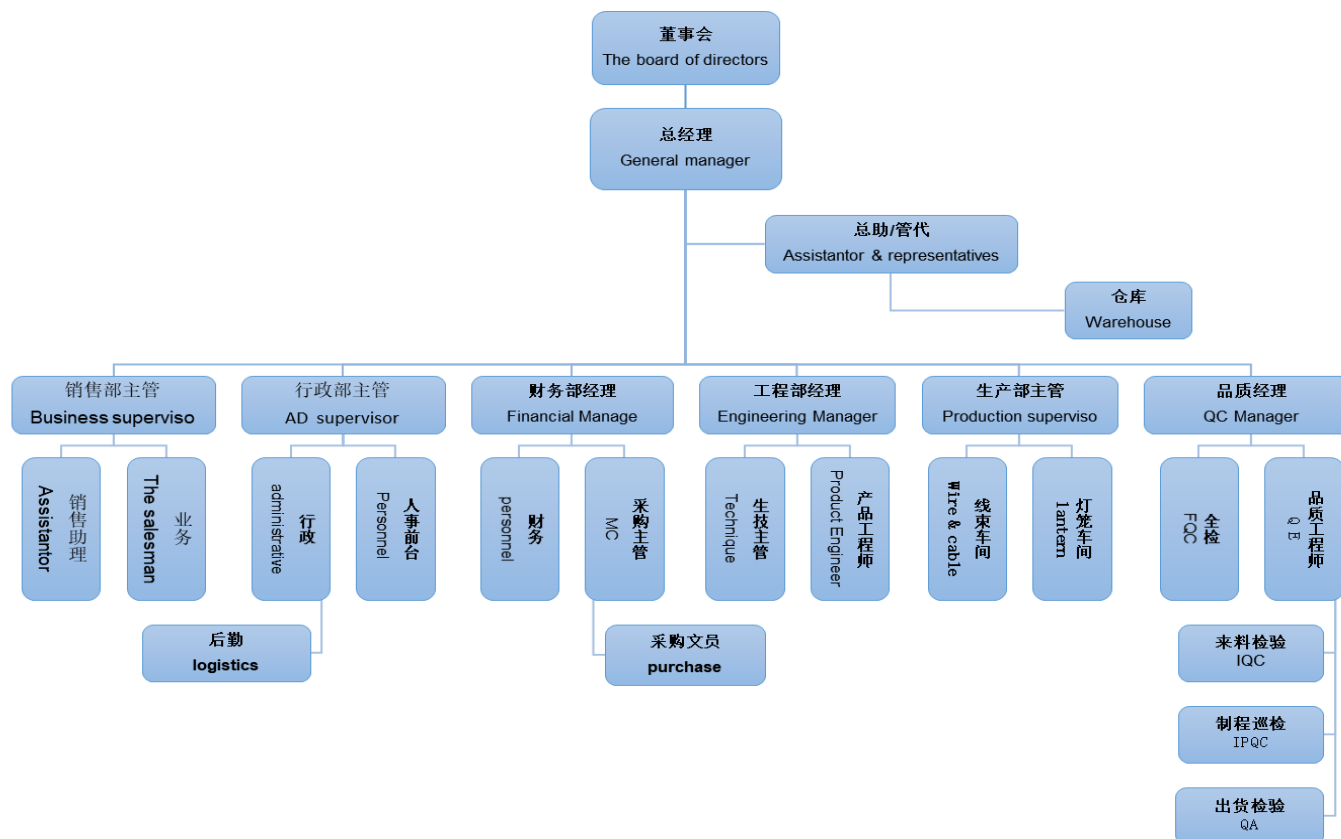 董事会
The board of directors
总经理
General manager
总助/管代
Assistantor & representatives
仓库
Warehouse
销售部主管
Business superviso
行政部主管
AD supervisor
财务部经理
Financial Manage
工程部经理
Engineering Manager
生产部主管
Production superviso
品质经理
QC Manager
销售助理
Assistantor
业务
The salesman
行政
administrative
人事前台
Personnel
财务
personnel
采购主管
MC
生技主管
Technique
产品工程师
Product Engineer
线束车间
Wire & cable
灯笼车间
lantern
全检
FQC
品质工程师
QE
后勤
logistics
采购文员
purchase
来料检验
IQC
制程巡检
IPQC
出货检验
QA